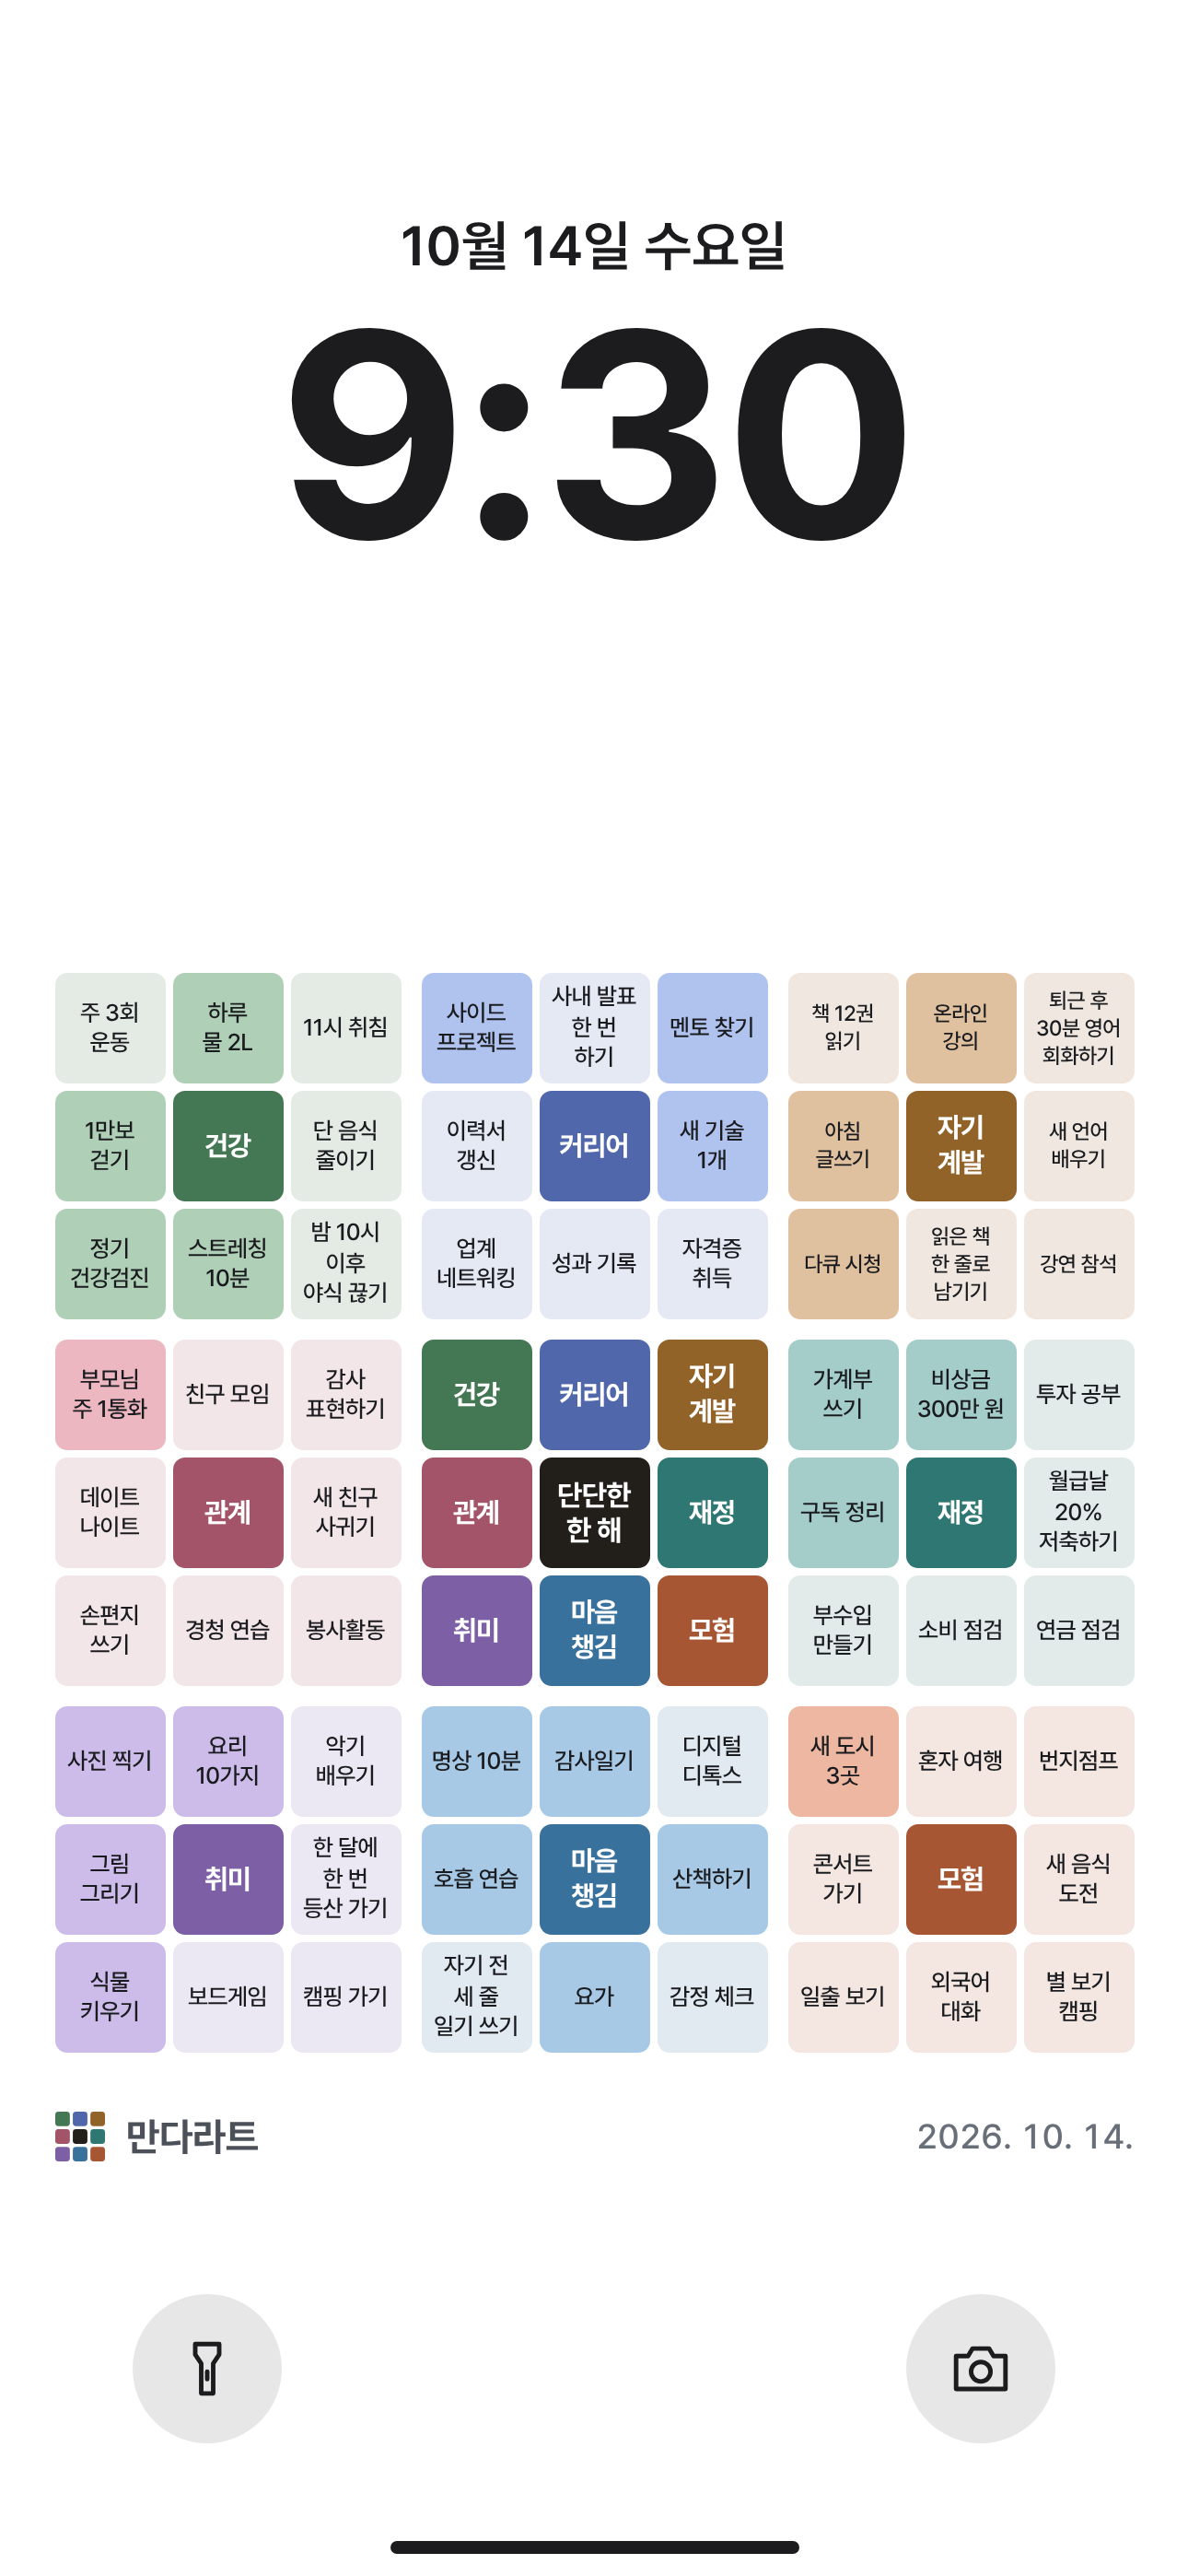 10월 14일 수요일
9:30
주 3회
운동
하루
물 2L
11시 취침
1만보
걷기
건강
단 음식
줄이기
정기
건강검진
스트레칭
10분
밤 10시
이후
야식 끊기
사이드
프로젝트
사내 발표
한 번
하기
멘토 찾기
이력서
갱신
커리어
새 기술
1개
업계
네트워킹
성과 기록
자격증
취득
책 12권
읽기
온라인
강의
퇴근 후
30분 영어
회화하기
아침
글쓰기
자기
계발
새 언어
배우기
다큐 시청
읽은 책
한 줄로
남기기
강연 참석
부모님
주 1통화
친구 모임
감사
표현하기
데이트
나이트
관계
새 친구
사귀기
손편지
쓰기
경청 연습
봉사활동
건강
커리어
자기
계발
관계
단단한
한 해
재정
취미
마음
챙김
모험
가계부
쓰기
비상금
300만 원
투자 공부
구독 정리
재정
월급날
20%
저축하기
부수입
만들기
소비 점검
연금 점검
사진 찍기
요리
10가지
악기
배우기
그림
그리기
취미
한 달에
한 번
등산 가기
식물
키우기
보드게임
캠핑 가기
명상 10분
감사일기
디지털
디톡스
호흡 연습
마음
챙김
산책하기
자기 전
세 줄
일기 쓰기
요가
감정 체크
새 도시
3곳
혼자 여행
번지점프
콘서트
가기
모험
새 음식
도전
일출 보기
외국어
대화
별 보기
캠핑
만다라트
2026. 10. 14.